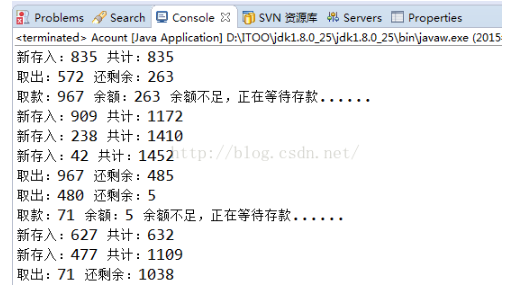 Problems Search Console SVN 资源库 Servers Properties
<terminated> Acount [Java Application] D:\ITOO\jdk1.8.0_25\jdk1.8.0_25\bin\javaw.exe (2015
新存入：835 共计：835
取出：572 还剩余：263
取款：967 余额：263 余额不足，正在等待存款......
新存入：909 共计：1172
新存入：238 共计：1410
新存入：42 共计：1452
http://blog.csdn.net/
取出：967 还剩余：485
取出：480 还剩余：5
取款：71 余额：5 余额不足，正在等待存款......
新存入：627 共计：632
新存入：477 共计：1109
取出：71 还剩余：1038